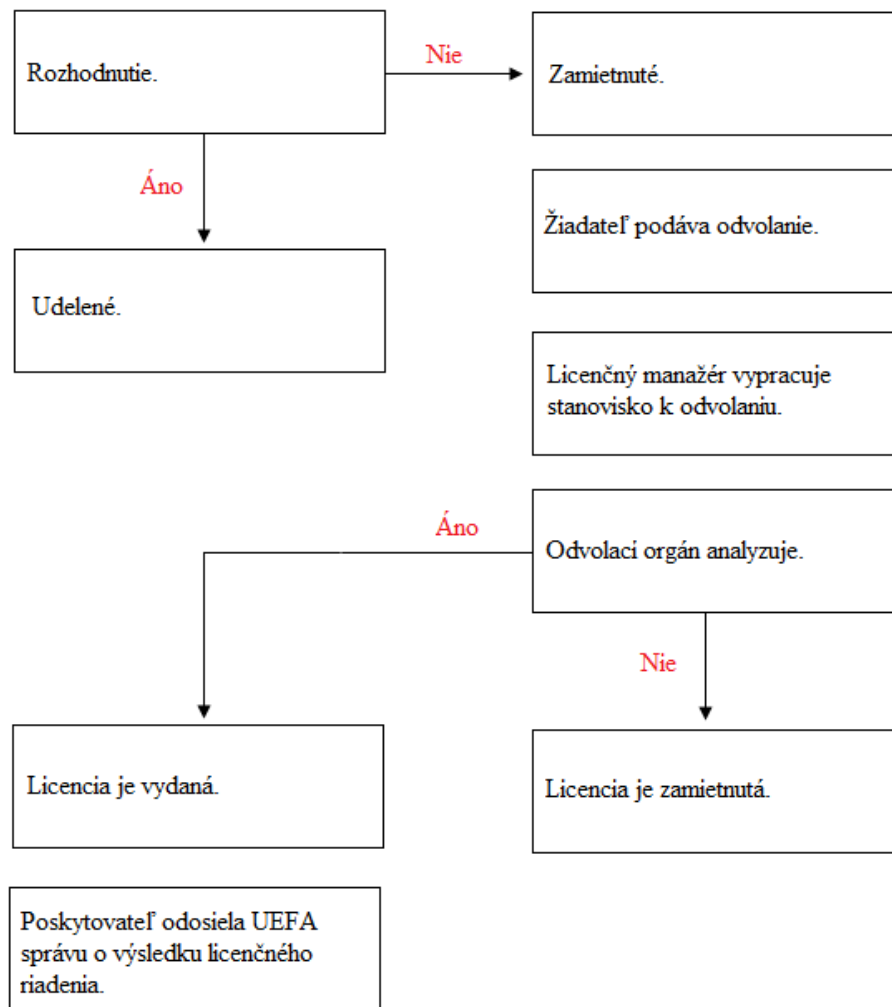 Rozhodnutie.
Nie
Zamietnuté.
Áno
Žiadateľ podáva odvolanie.
Udelené.
Licenčný manažér vypracuje
stanovisko k odvolaniu.
Áno
Odvolací orgán analyzuje.
Nie
Licencia je vydaná.
Licencia je zamietnutá.
Poskytovateľ odosiela UEFA
správu o výsledku licenčného
riadenia.